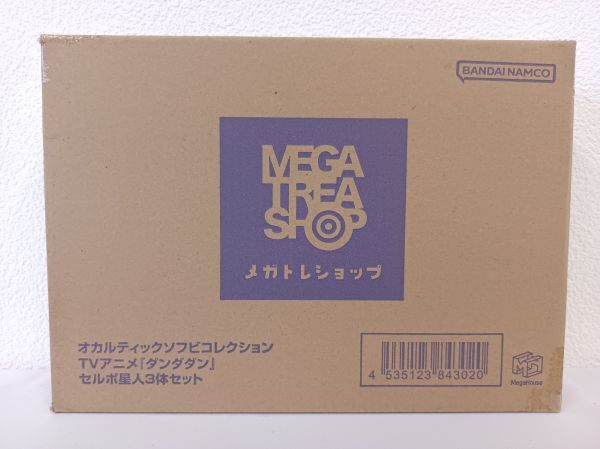 BANDAI NAMCO
MEGA
TREA
SHOP
メガトレショップ
オカルティックソフビコレクション
TVアニメ『ダンダダン』
セルポ星人3体セット
4 535123 843020
MegaHouse